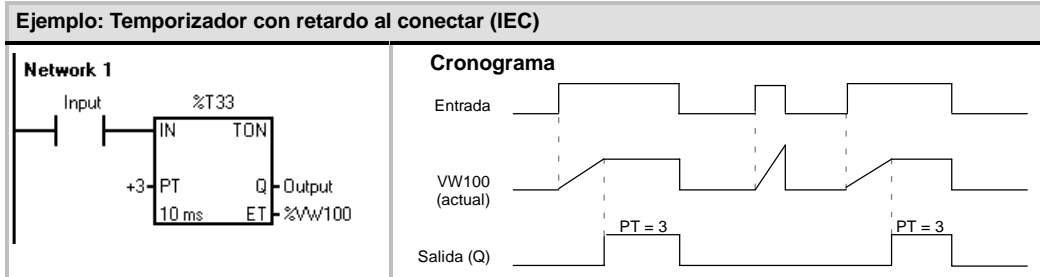 Ejemplo: Temporizador con retardo al conectar (IEC)
Network 1
Input
%T33
IN TON
+3 PT Q Output
10 ms ET %VW100
Cronograma
Entrada
VW100
(actual)
PT = 3 PT = 3
Salida (Q)